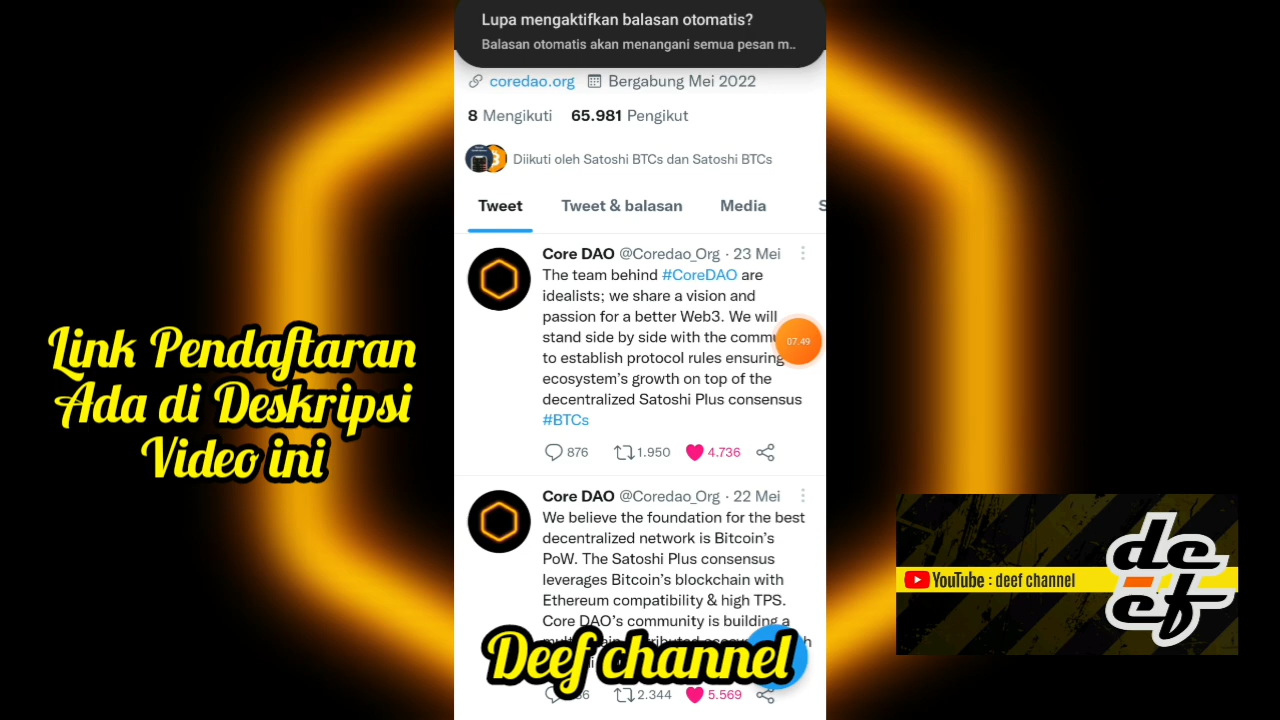 Lupa mengaktifkan balasan otomatis?
Balasan otomatis akan menangani semua pesan m..
coredao.org Bergabung Mei 2022
8 Mengikuti 65.981 Pengikut
Diikuti oleh Satoshi BTCs dan Satoshi BTCs
Tweet Tweet & balasan Media S
Core DAO @Coredao_Org · 23 Mei
The team behind #CoreDAO are
idealists; we share a vision and
passion for a better Web3. We will
stand side by side with the commu
to establish protocol rules ensuring
ecosystem's growth on top of the
decentralized Satoshi Plus consensus
#BTCs
876 1.950 4.736
07.49
Core DAO @Coredao_Org · 22 Mei
We believe the foundation for the best
decentralized network is Bitcoin's
PoW. The Satoshi Plus consensus
leverages Bitcoin's blockchain with
Ethereum compatibility & high TPS.
Core DAO's community is building a
2.344 5.569
Link Pendaftaran
Ada di Deskripsi
Video ini
Deef channel
YouTube : deef channel
deef